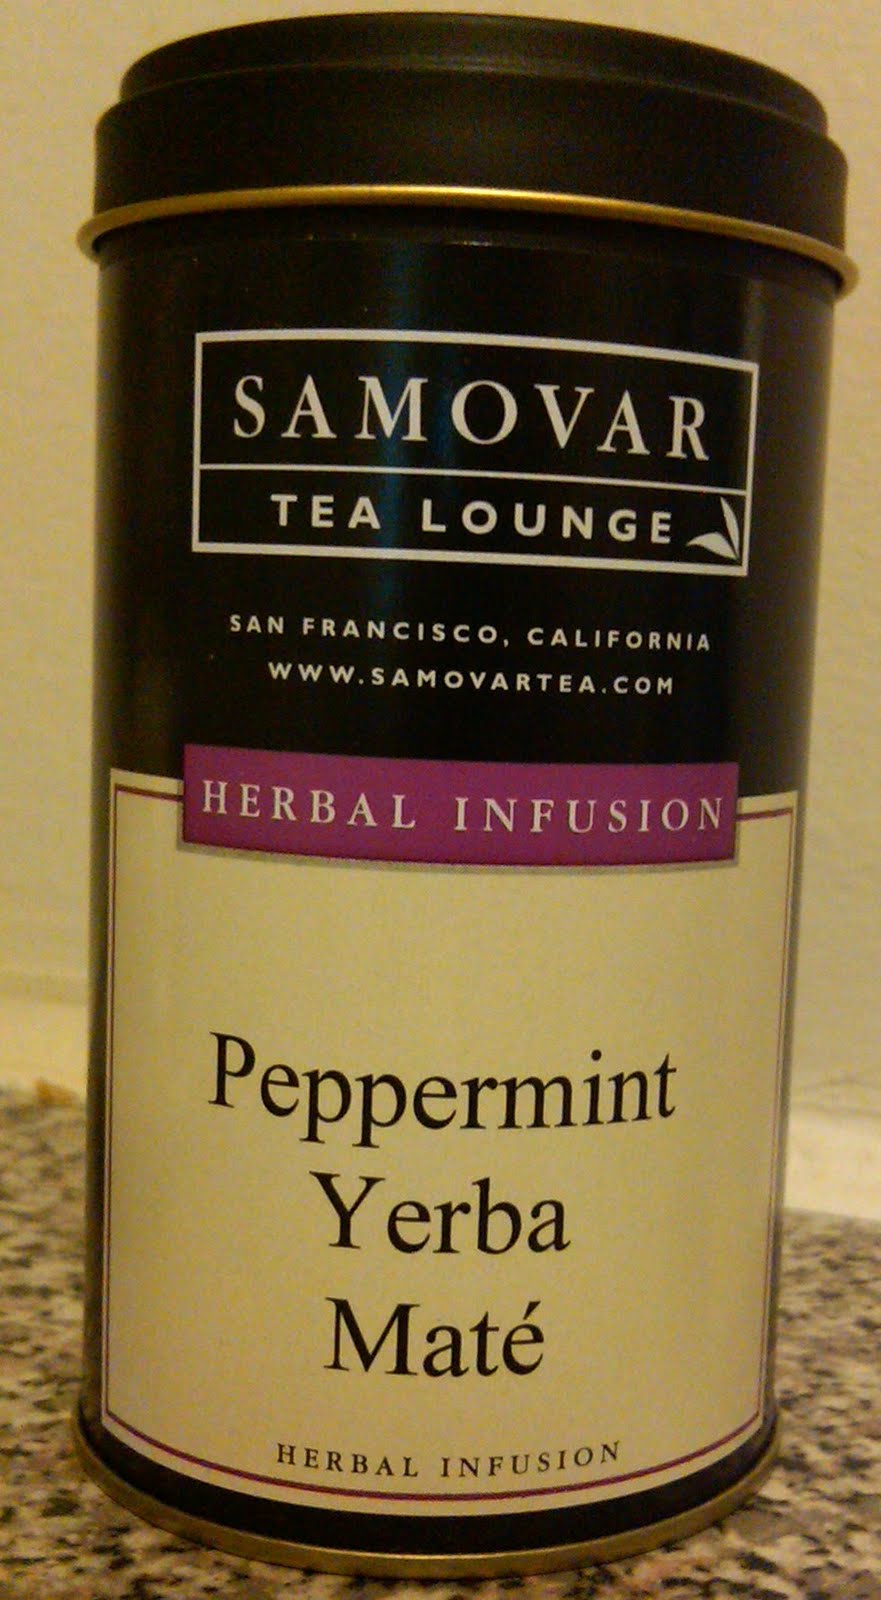 SAMOVAR
TEA LOUNGE
SAN FRANCISCO, CALIFORNIA
WWW.SAMOVARTEA.COM
HERBAL INFUSION
Peppermint
Yerba
Maté
HERBAL INFUSION